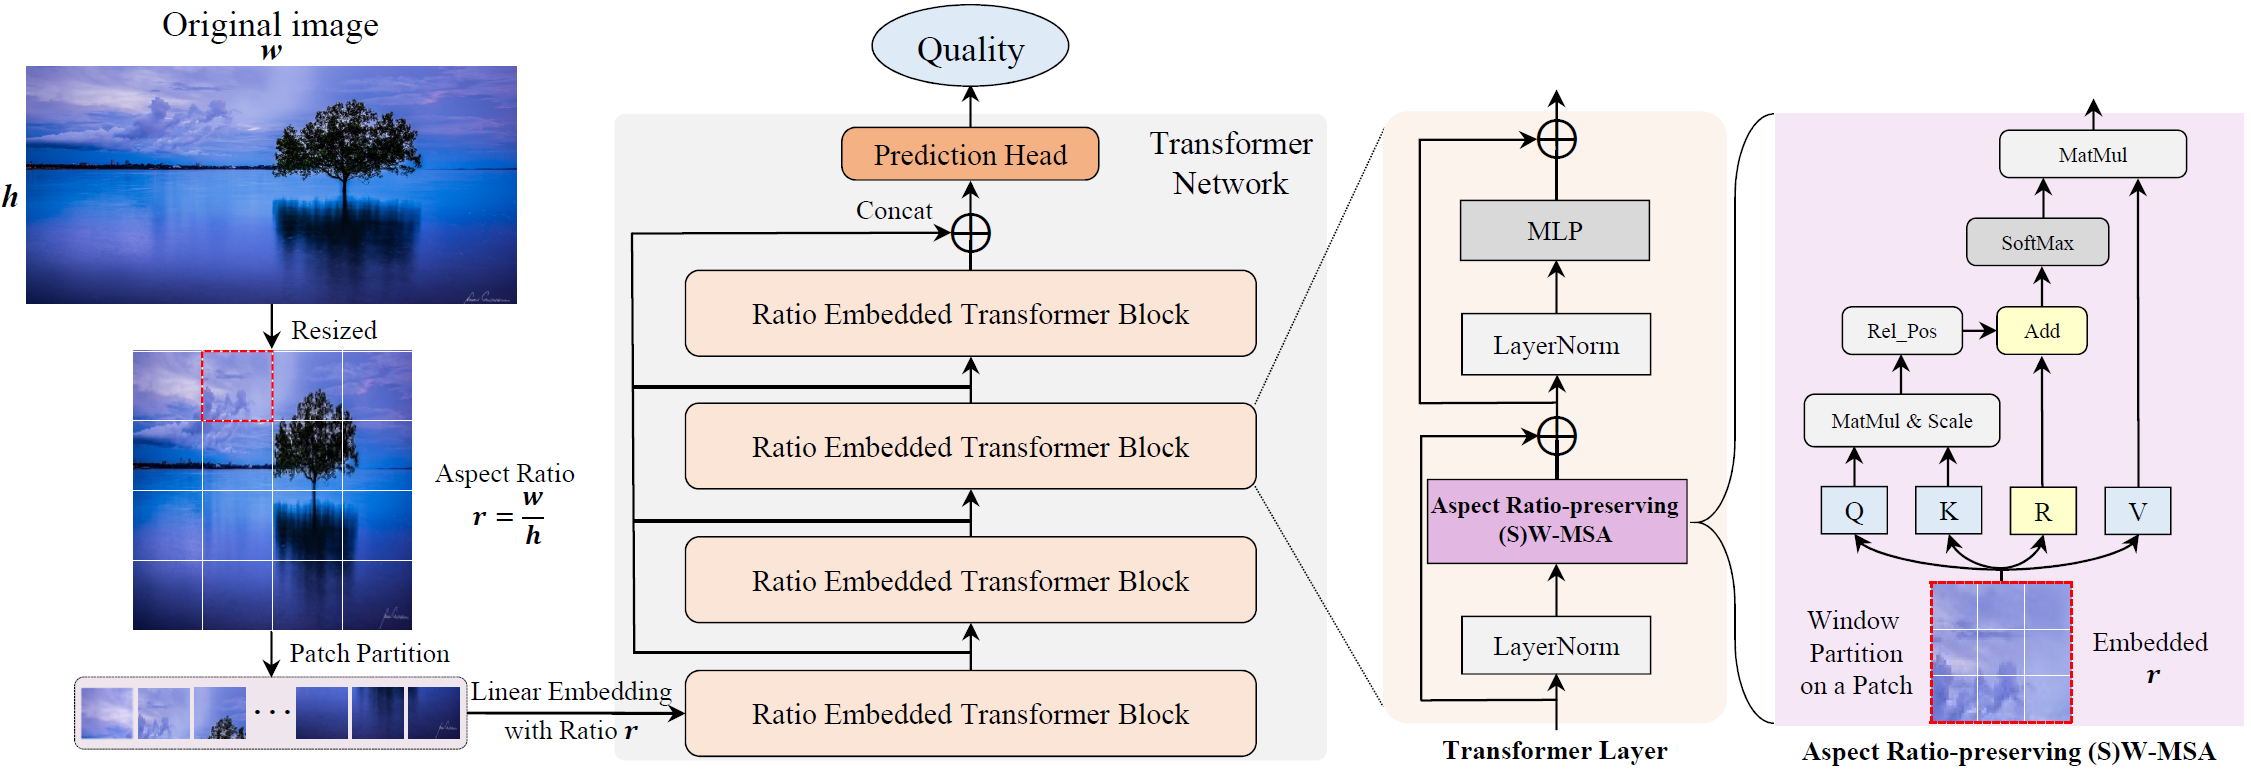 Original image
w
h
Resized
Aspect Ratio
r = w/h
Patch Partition
...
Linear Embedding
with Ratio r
Quality
Prediction Head
Transformer
Network
Concat
Ratio Embedded Transformer Block
Ratio Embedded Transformer Block
Ratio Embedded Transformer Block
Ratio Embedded Transformer Block
MLP
LayerNorm
Aspect Ratio-preserving
(S)W-MSA
LayerNorm
Transformer Layer
MatMul
SoftMax
Rel_Pos
Add
MatMul & Scale
Q
K
R
V
Window
Partition
on a Patch
Embedded
r
Aspect Ratio-preserving (S)W-MSA